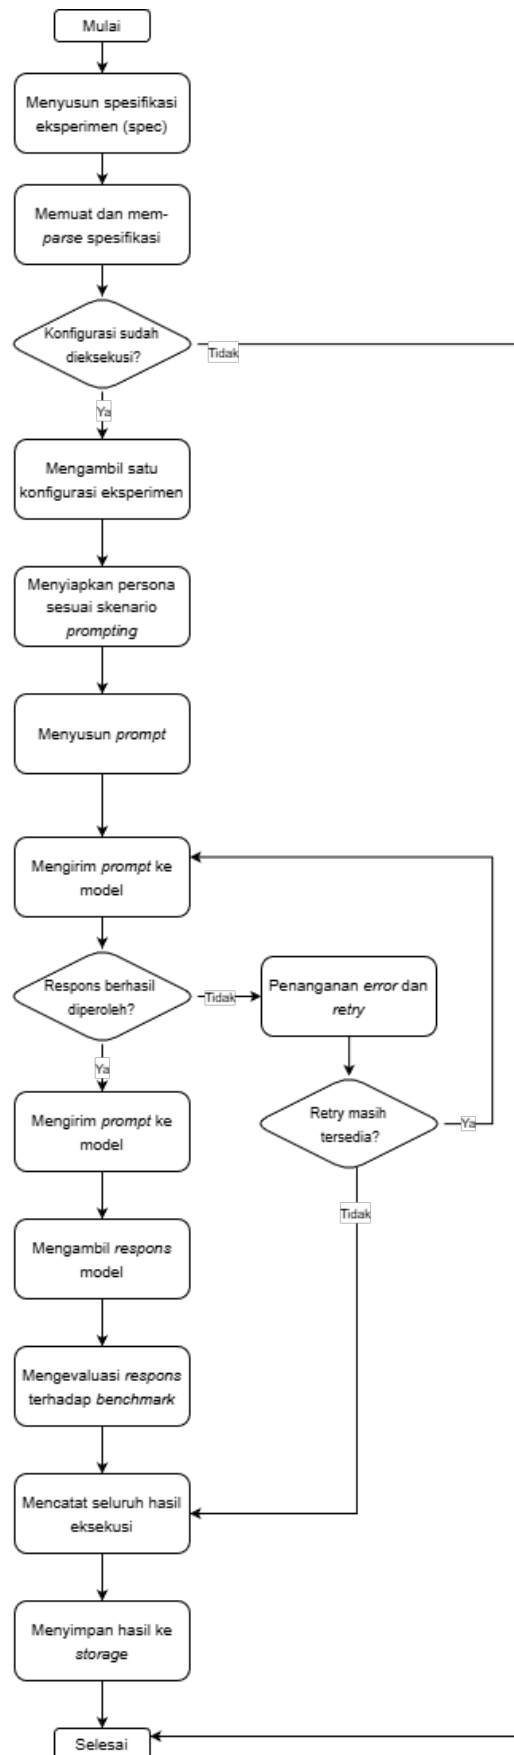 Mulai
Menyusun spesifikasi
eksperimen (spec)
Memuat dan mem-
parse spesifikasi
Konfigurasi sudah
dieksekusi?
Tidak
Ya
Mengambil satu
konfigurasi eksperimen
Menyiapkan persona
sesuai skenario
prompting
Menyusun prompt
Mengirim prompt ke
model
Respons berhasil
diperoleh?
Tidak
Penanganan error dan
retry
Ya
Retry masih
tersedia?
Ya
Tidak
Mengirim prompt ke
model
Mengambil respons
model
Mengevaluasi respons
terhadap benchmark
Mencatat seluruh hasil
eksekusi
Menyimpan hasil ke
storage
Selesai